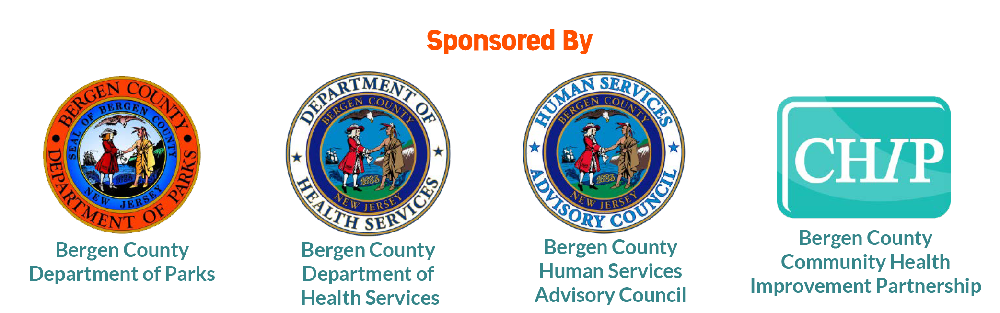 Sponsored By
BERGEN COUNTY
DEPARTMENT OF PARKS
SEAL OF BERGEN COUNTY
NEW JERSEY
1683
Bergen County
Department of Parks
DEPARTMENT OF
HEALTH SERVICES
BERGEN COUNTY
NEW JERSEY
1683
Bergen County
Department of
Health Services
HUMAN SERVICES
ADVISORY COUNCIL
BERGEN COUNTY
NEW JERSEY
1683
Bergen County
Human Services
Advisory Council
CHIP
Bergen County
Community Health
Improvement Partnership